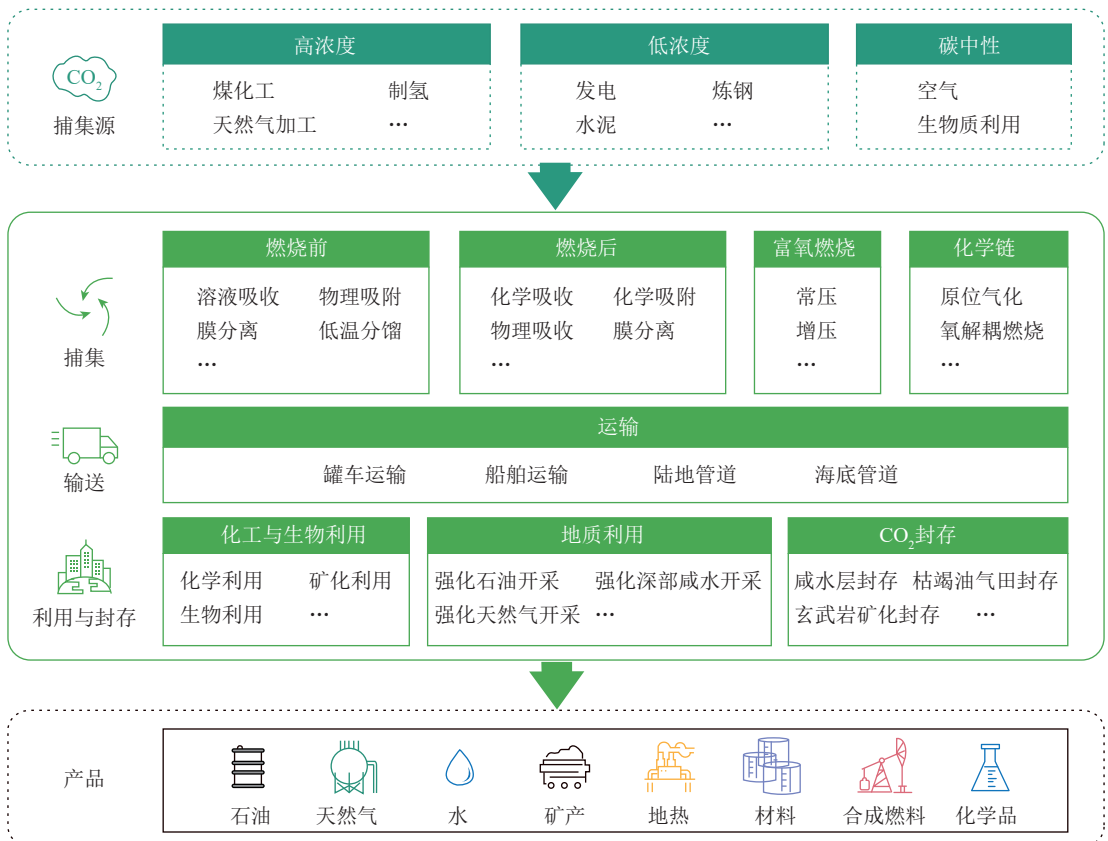 高浓度
低浓度
碳中性
CO₂
捕集源
煤化工 制氢
天然气加工 …
发电 炼钢
水泥 …
空气
生物质利用
捕集
燃烧前
溶液吸收 物理吸附
膜分离 低温分馏
…
燃烧后
化学吸收 化学吸附
物理吸收 膜分离
…
富氧燃烧
常压
增压
…
化学链
原位气化
氧解耦燃烧
…
输送
运输
罐车运输 船舶运输 陆地管道 海底管道
利用与封存
化工与生物利用
化学利用 矿化利用
生物利用 …
地质利用
强化石油开采 强化深部咸水开采
强化天然气开采 …
CO₂封存
咸水层封存 枯竭油气田封存
玄武岩矿化封存 …
产品
石油 天然气 水 矿产 地热 材料 合成燃料 化学品